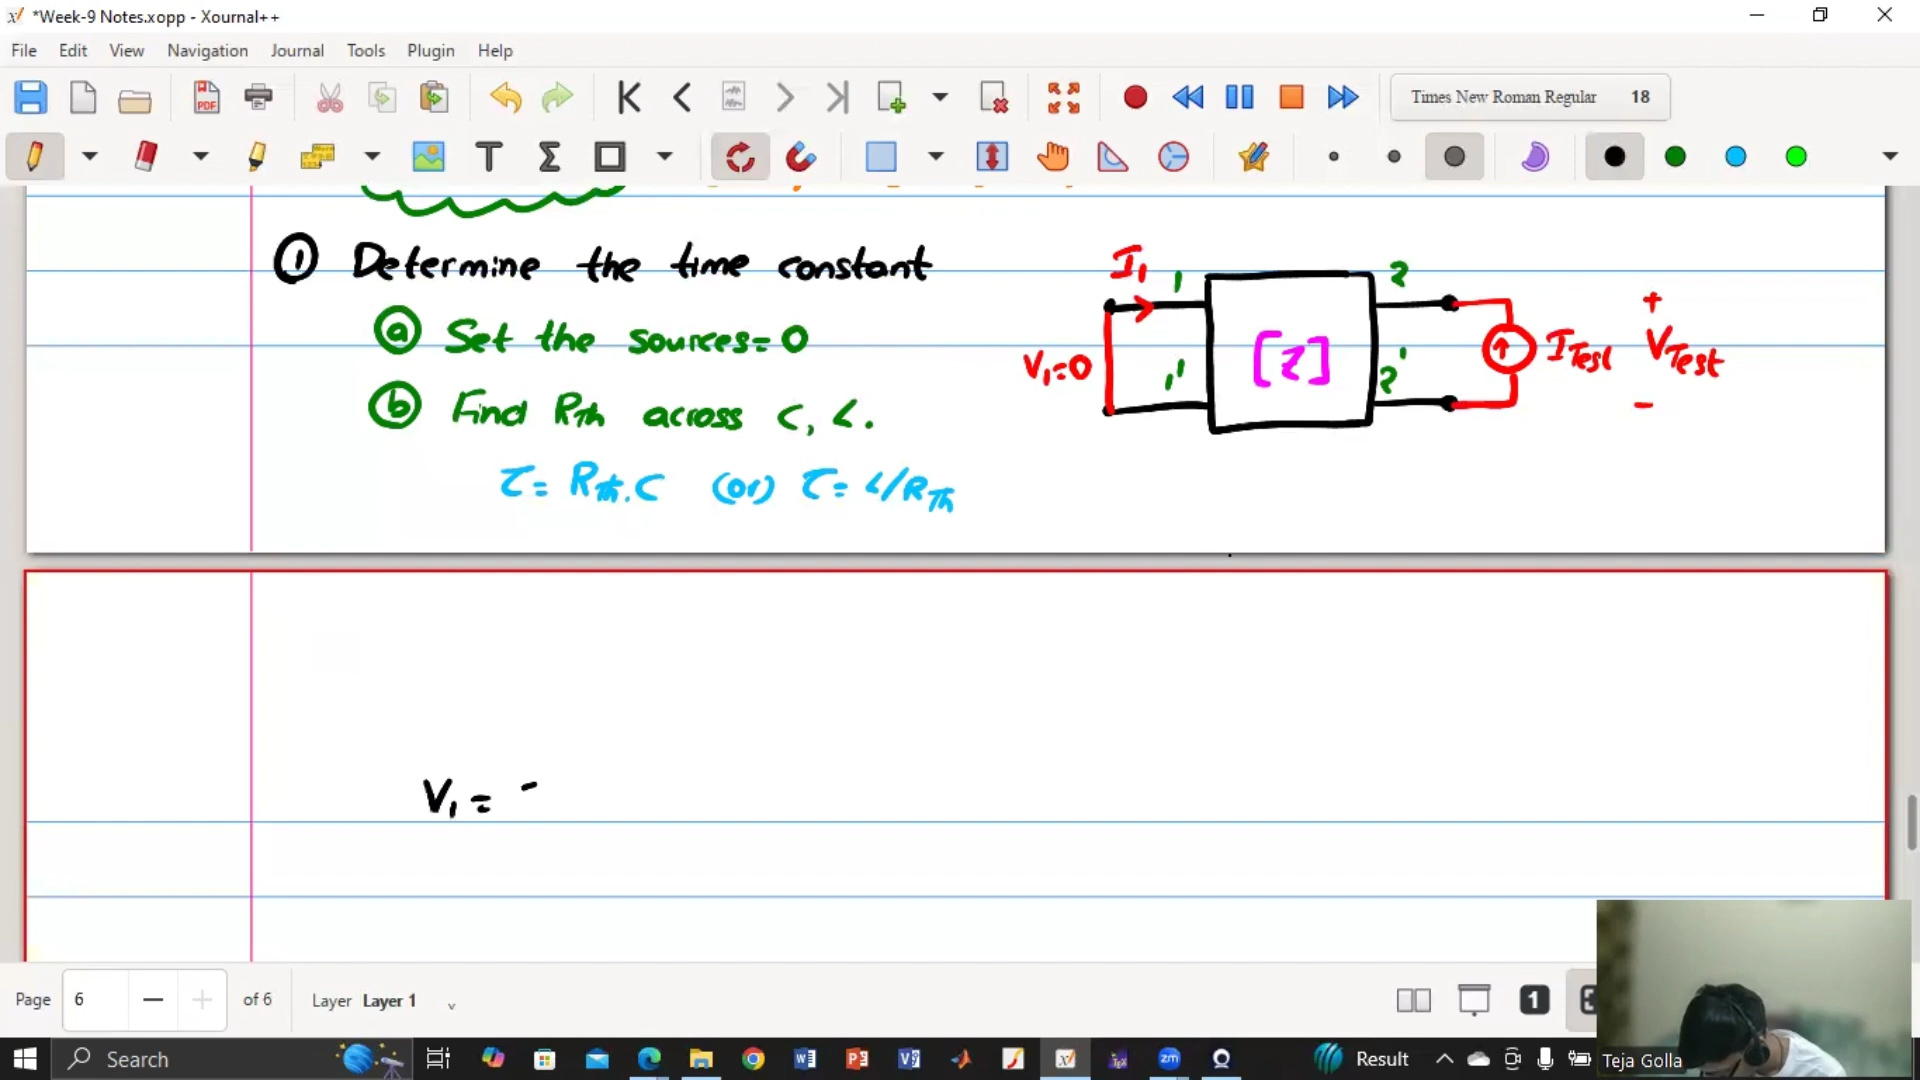 *Week-9 Notes.xopp - Xournal++
File Edit View Navigation Journal Tools Plugin Help
PDF
Times New Roman Regular 18
① Determine the time constant
ⓐ Set the sources=0
ⓑ Find RTh across C, L.
τ= RTh.C (or) τ= L/RTh
I1 1 2
V1=0 [Z] ITest + VTest -
1' 2'
V1 =
Page 6 of 6 Layer Layer 1
1
Search Result
Teja Golla